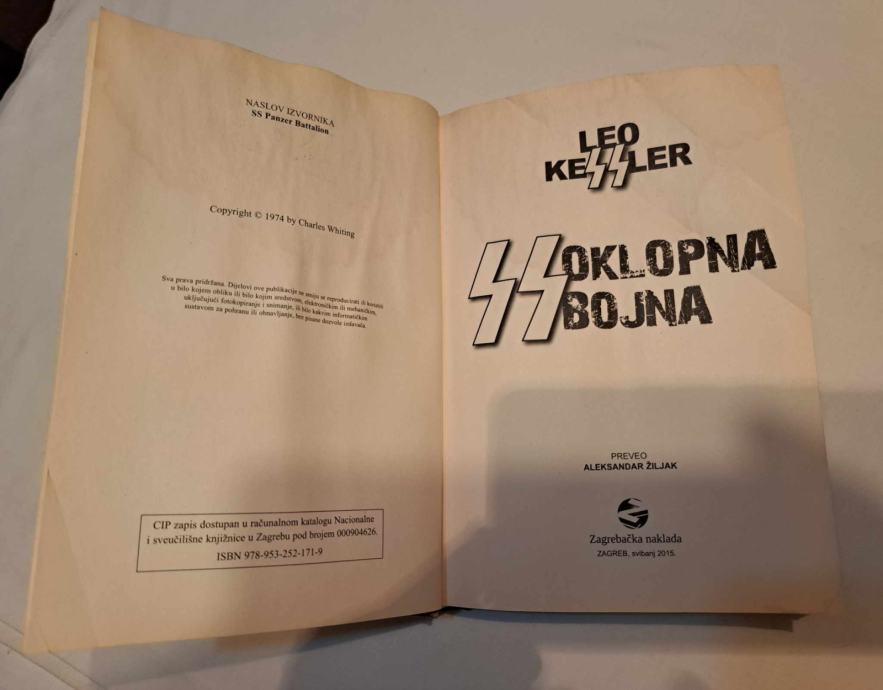 NASLOV IZVORNIKA
SS Panzer Battalion
Copyright © 1974 by Charles Whiting
Sva prava pridržana. Dijelovi ove publikacije ne smiju se reproducirati ili koristiti
u bilo kojem obliku ili bilo kojim sredstvom, elektroničkim ili mehaničkim,
uključujući fotokopiranje i snimanje, ili bilo kakvim informatičkim
sustavom za pohranu ili obnavljanje, bez pisane dozvole izdavača.
CIP zapis dostupan u računalnom katalogu Nacionalne
i sveučilišne knjižnice u Zagrebu pod brojem 000904626.
ISBN 978-953-252-171-9
LEO
KESSLER
SS OKLOPNA
BOJNA
PREVEO
ALEKSANDAR ŽILJAK
Zagrebačka naklada
ZAGREB, svibanj 2015.